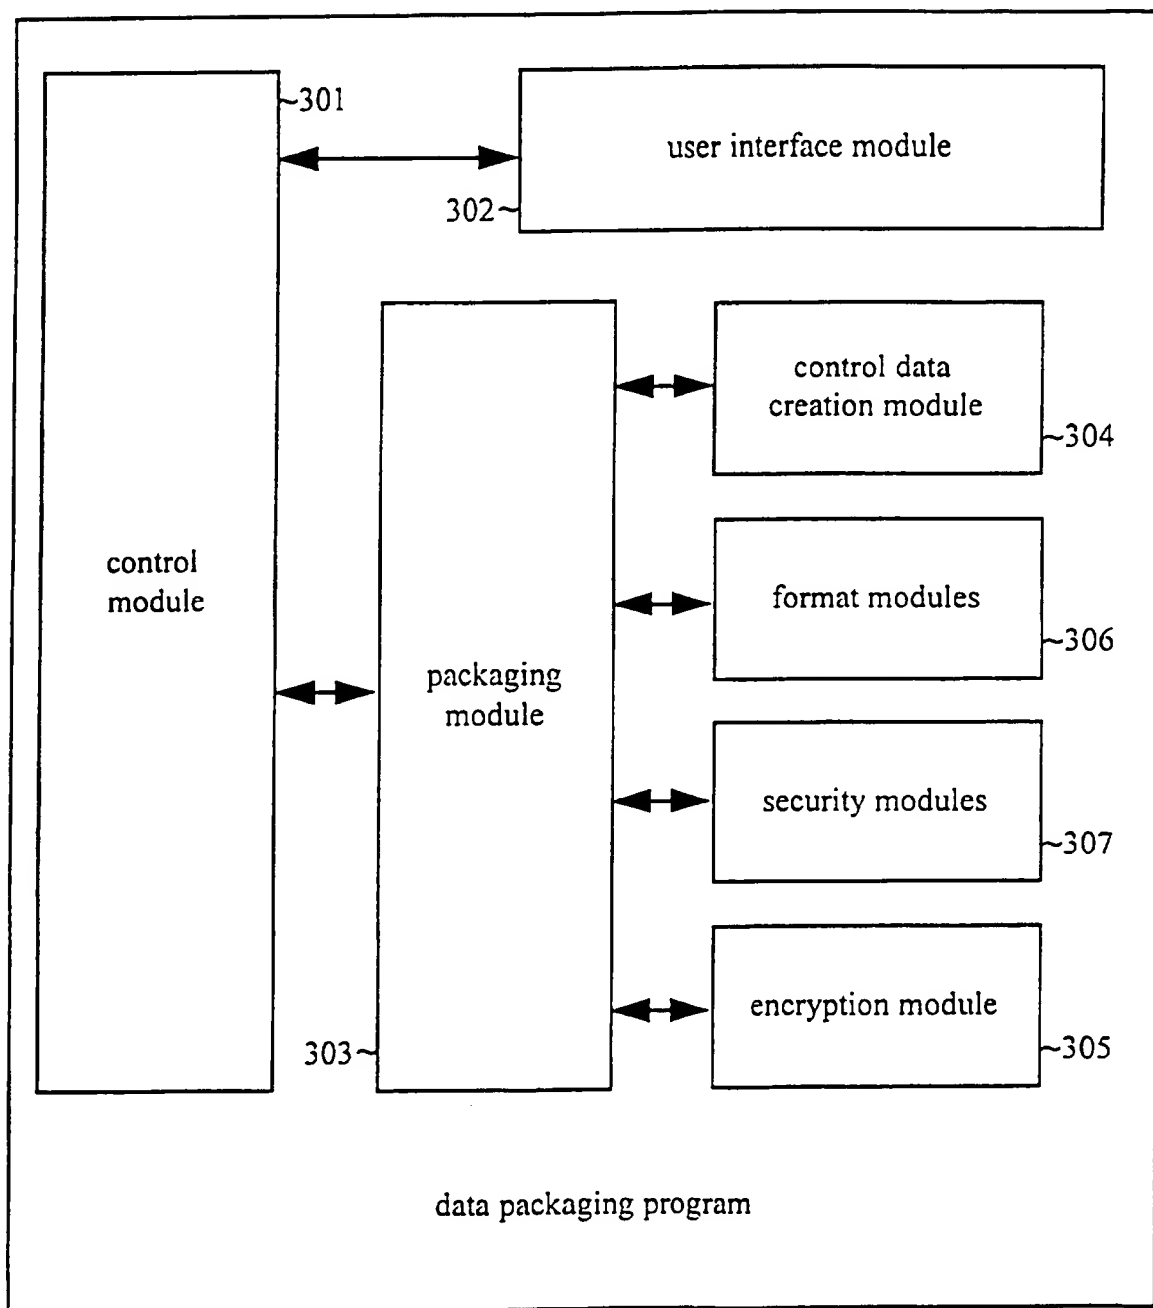 301
user interface module
302
control data
creation module
304
control
module
format modules
306
packaging
module
security modules
307
encryption module
303
305
data packaging program